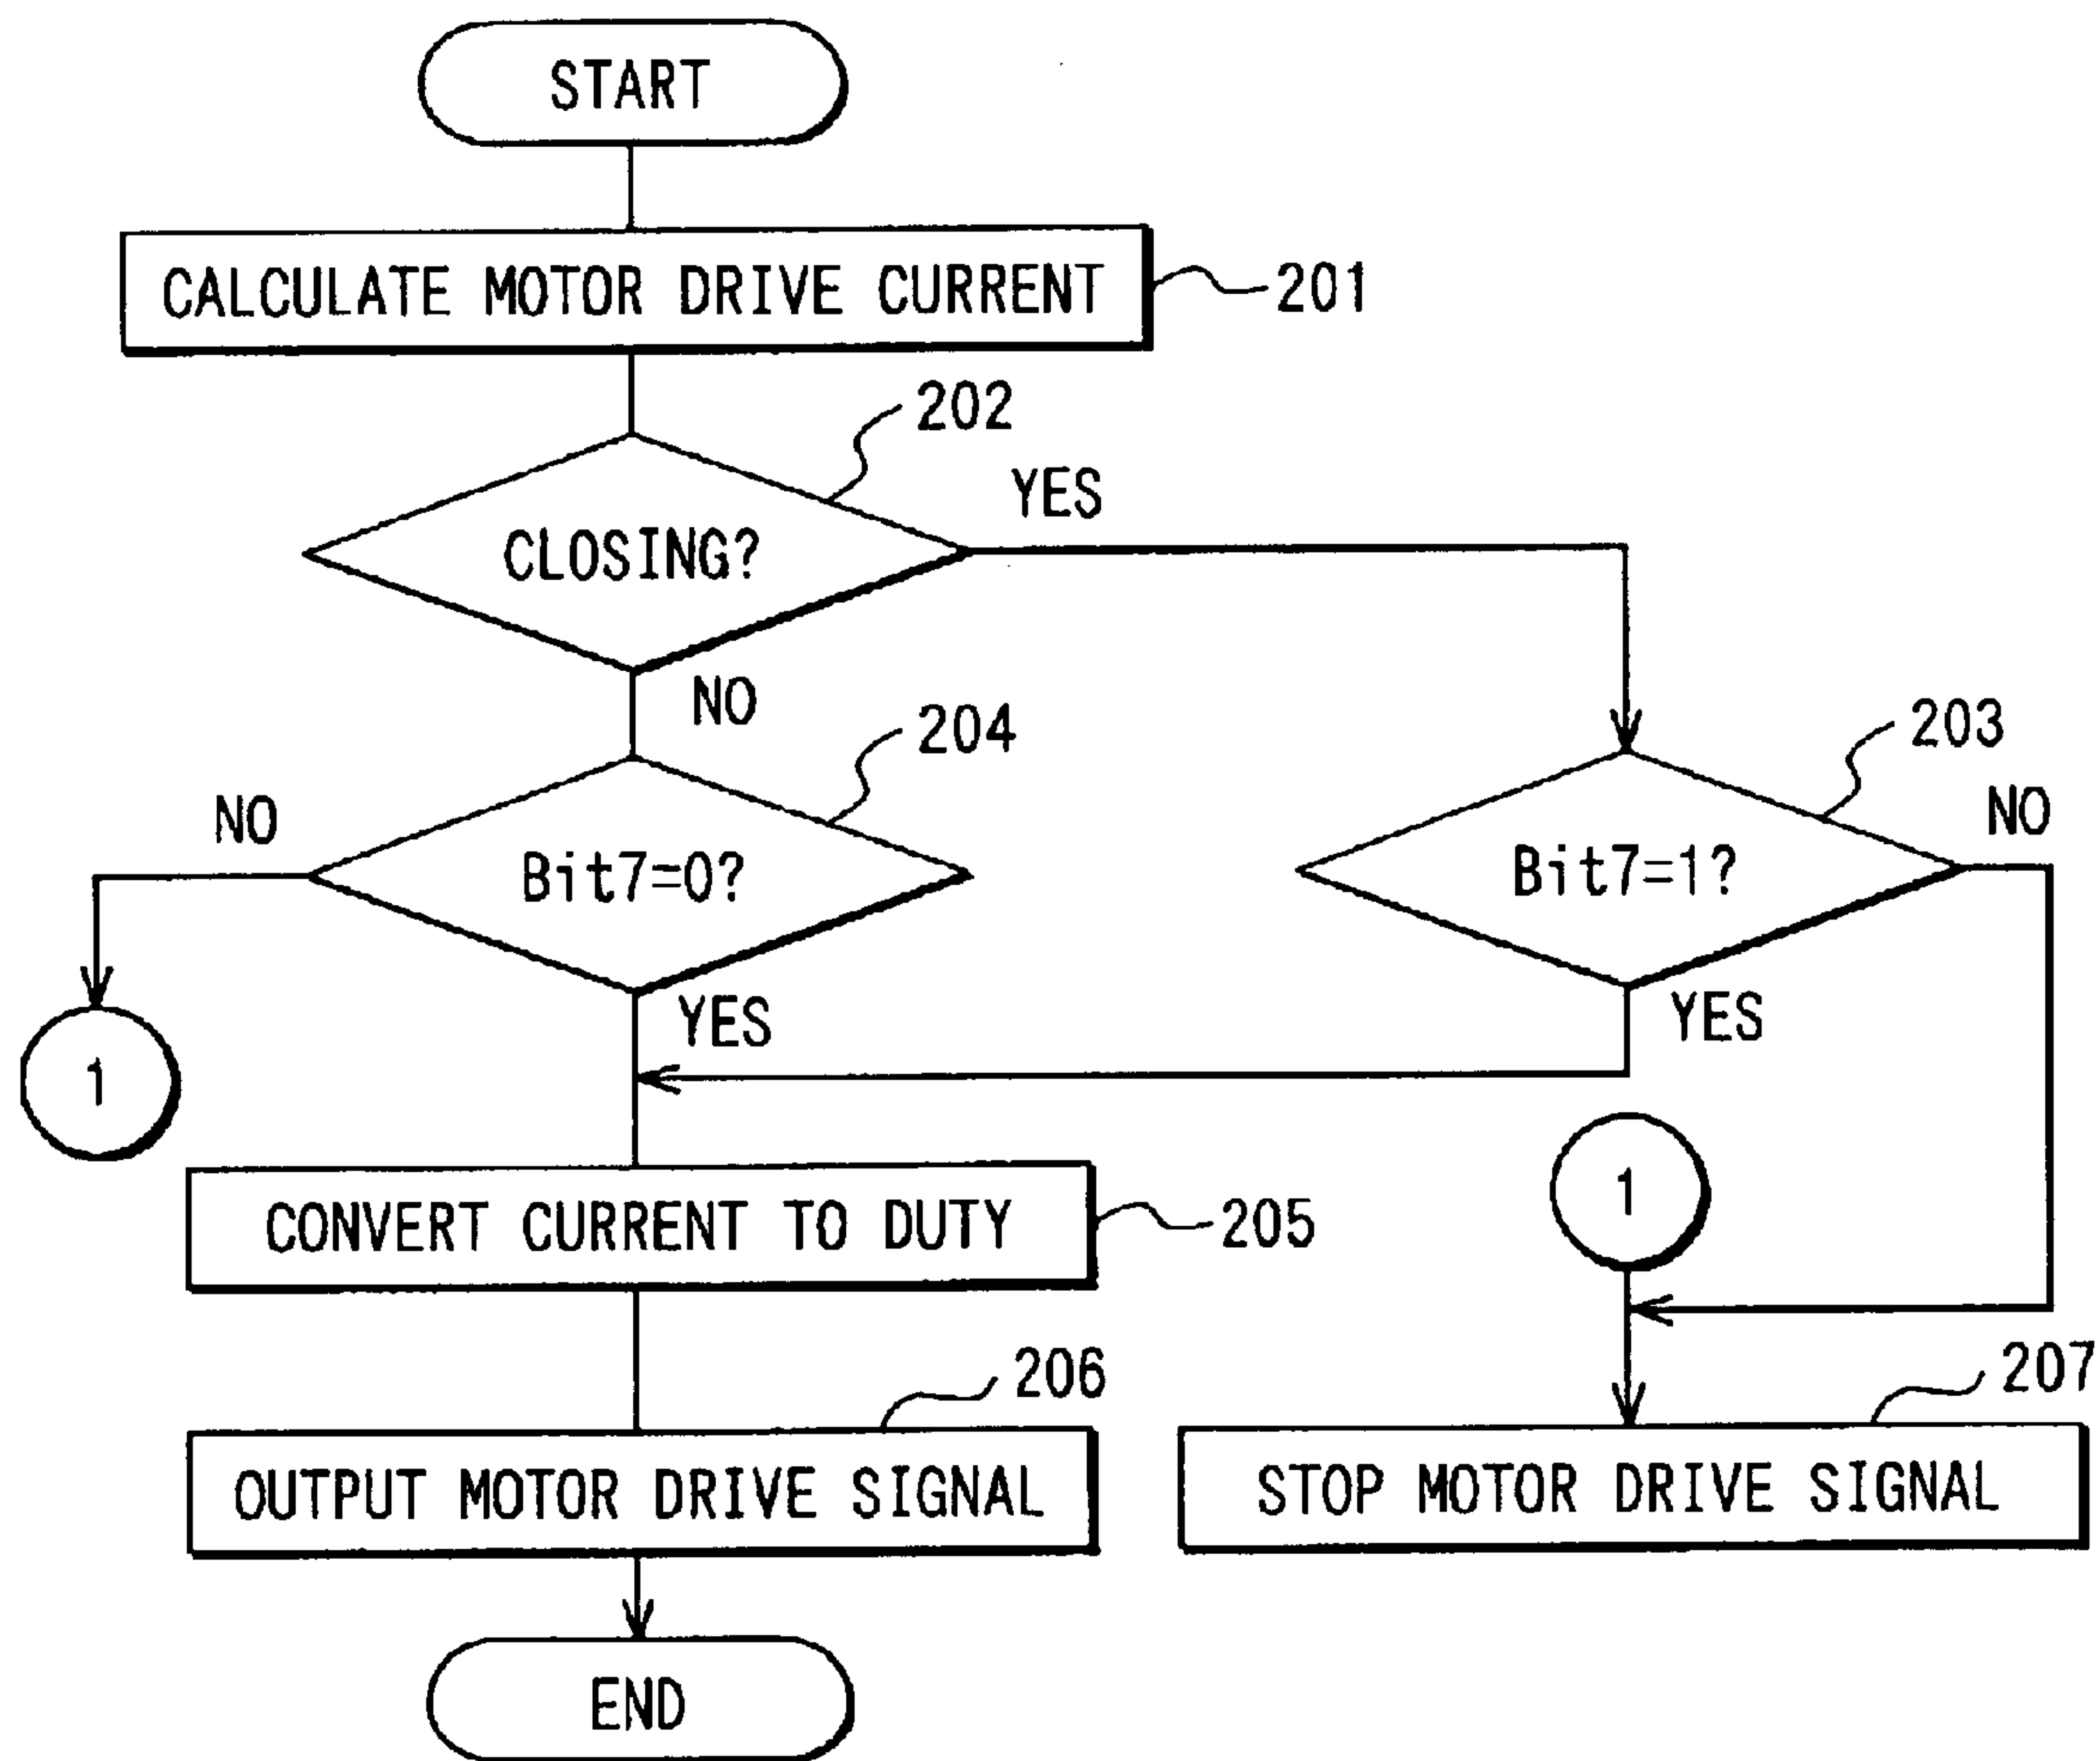 START
CALCULATE MOTOR DRIVE CURRENT
201
202
CLOSING?
YES
NO
204
203
NO
Bit7=0?
Bit7=1?
NO
YES
YES
1
1
CONVERT CURRENT TO DUTY
205
206
207
OUTPUT MOTOR DRIVE SIGNAL
STOP MOTOR DRIVE SIGNAL
END